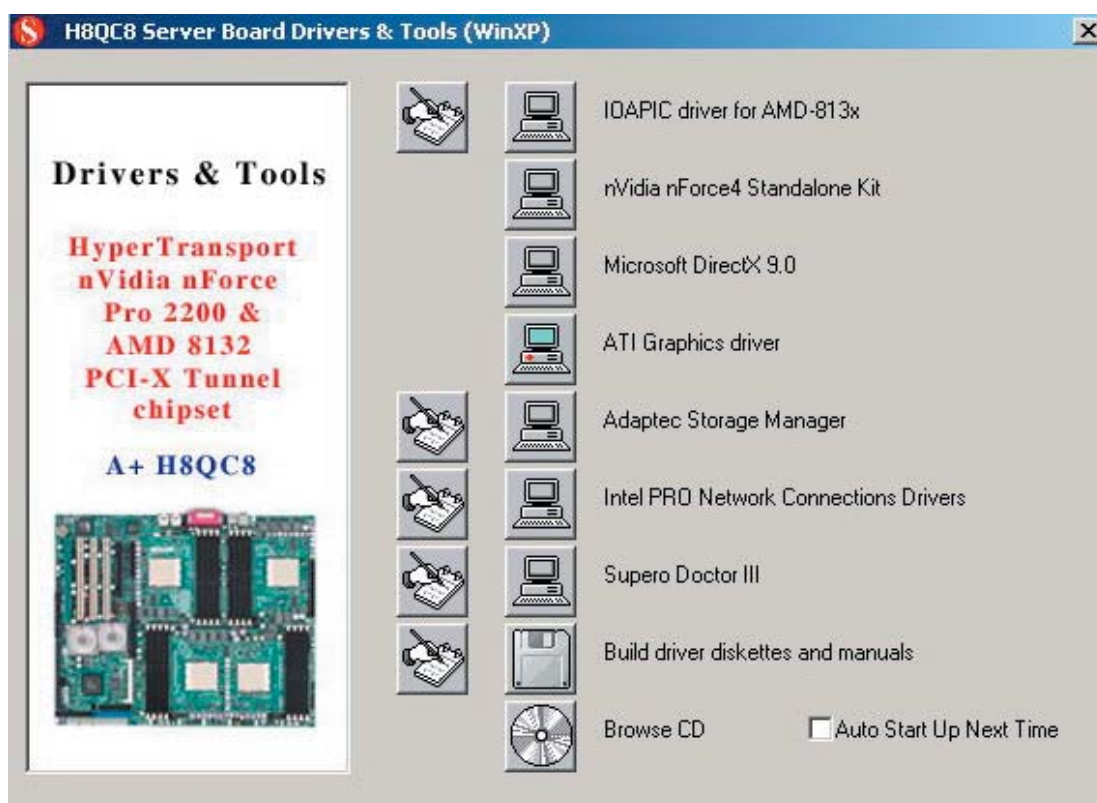 H8QC8 Server Board Drivers & Tools (WinXP)
Drivers & Tools
HyperTransport
nVidia nForce
Pro 2200 &
AMD 8132
PCI-X Tunnel
chipset
A+ H8QC8
IOAPIC driver for AMD-813x
nVidia nForce4 Standalone Kit
Microsoft DirectX 9.0
ATI Graphics driver
Adaptec Storage Manager
Intel PRO Network Connections Drivers
Supero Doctor III
Build driver diskettes and manuals
Browse CD
Auto Start Up Next Time